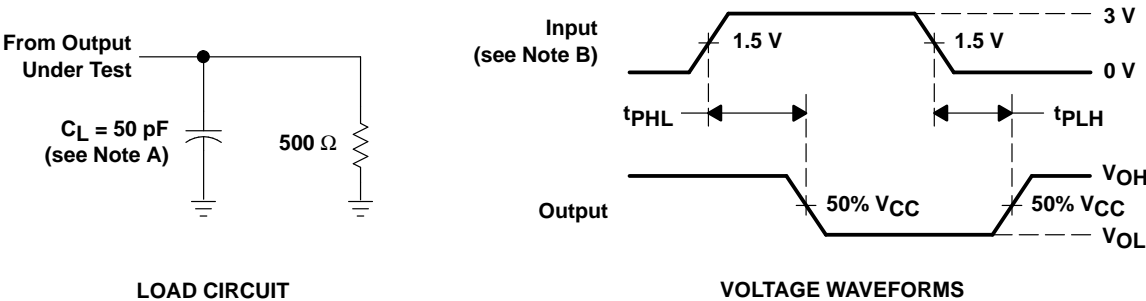 From Output
Under Test
CL = 50 pF
(see Note A)
500 Ω
LOAD CIRCUIT
Input
(see Note B)
1.5 V
1.5 V
3 V
0 V
tPHL
tPLH
Output
50% VCC
50% VCC
VOH
VOL
VOLTAGE WAVEFORMS